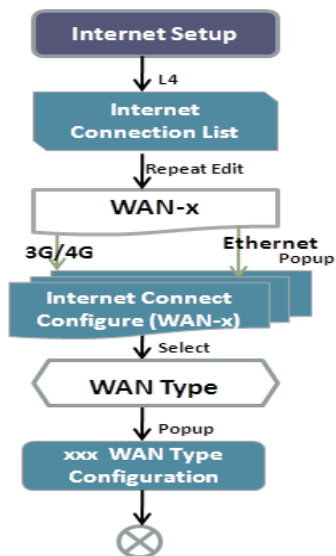 Internet Setup
L4
Internet
Connection List
Repeat Edit
WAN-x
3G/4G
Ethernet
Popup
Internet Connect
Configure (WAN-x)
Select
WAN Type
Popup
xxx WAN Type
Configuration